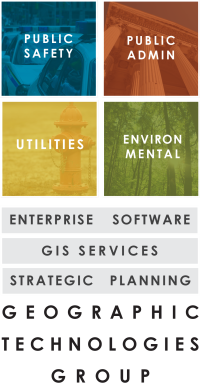 PUBLIC
SAFETY
PUBLIC
ADMIN
UTILITIES
ENVIRON
MENTAL
ENTERPRISE SOFTWARE
GIS SERVICES
STRATEGIC PLANNING
GEOGRAPHIC
TECHNOLOGIES
GROUP